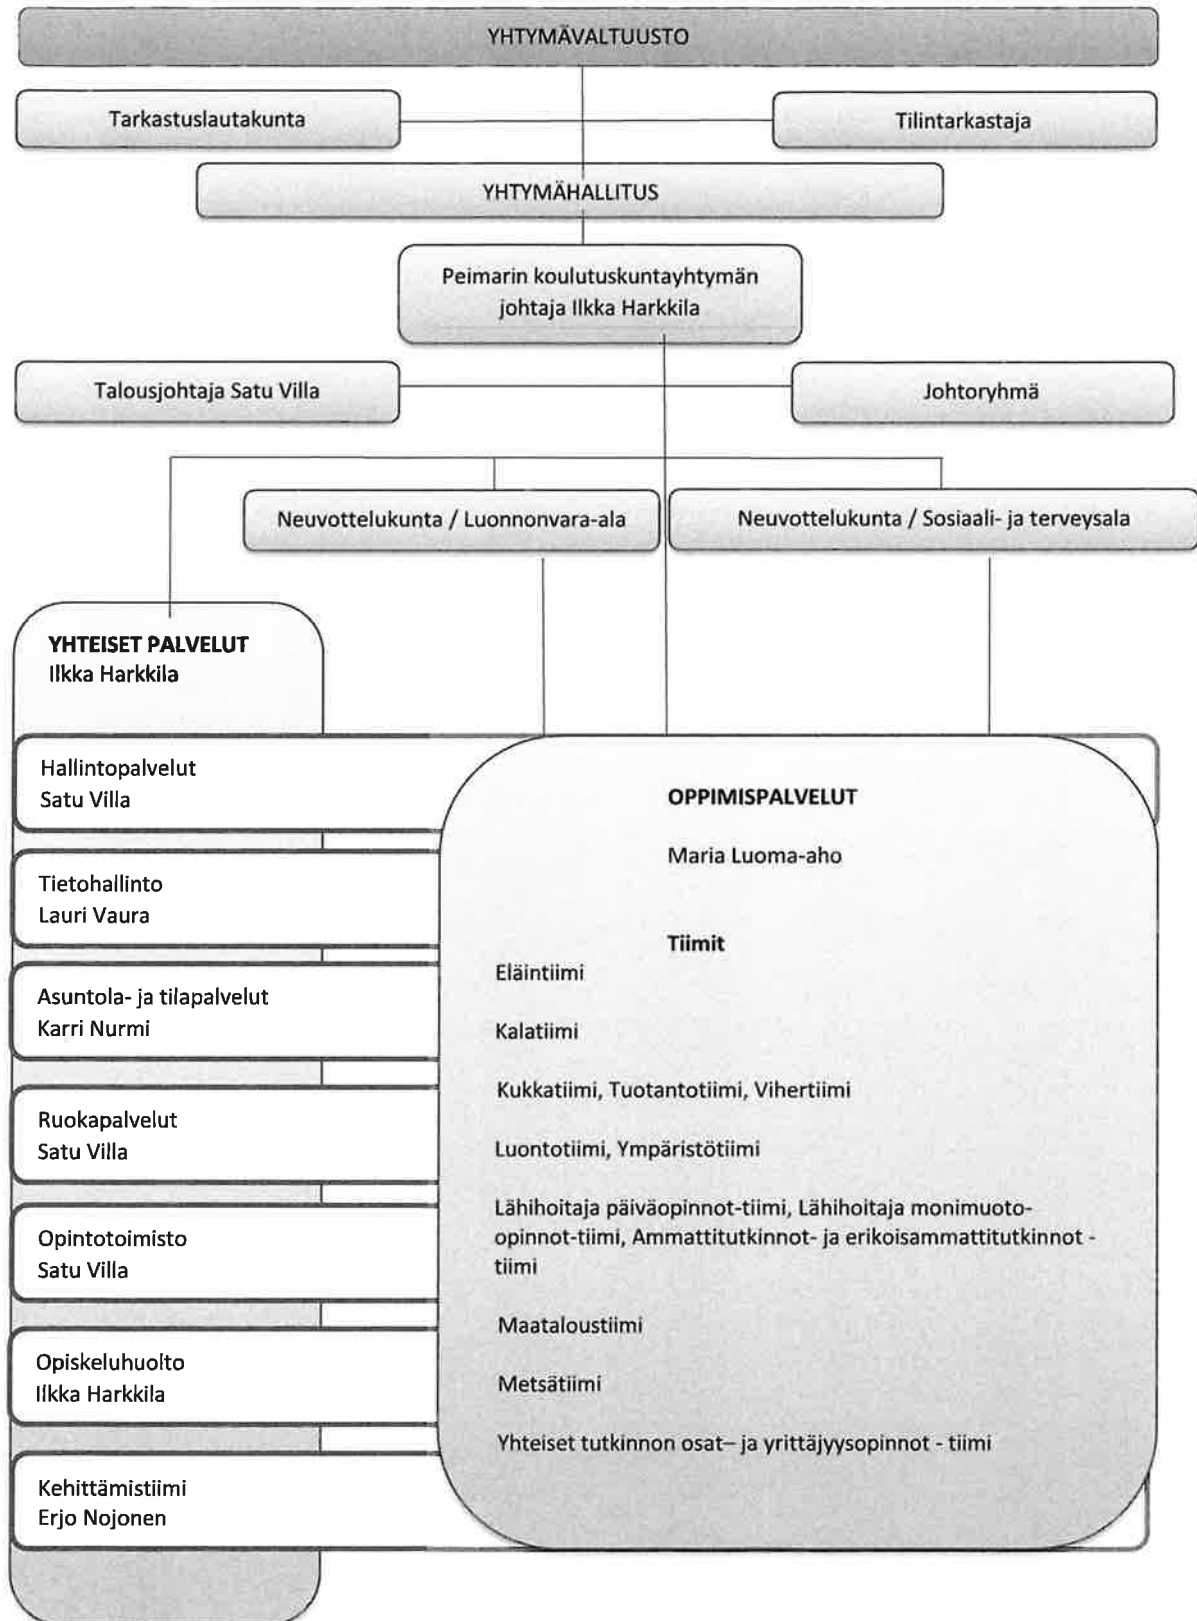 YHTYMÄVALTUUSTO
Tarkastuslautakunta
Tilintarkastaja
YHTYMÄHALLITUS
Peimarin koulutuskuntayhtymän
johtaja Ilkka Harkkila
Talousjohtaja Satu Villa
Johtoryhmä
Neuvottelukunta / Luonnonvara-ala
Neuvottelukunta / Sosiaali- ja terveysala
YHTEISET PALVELUT
Ilkka Harkkila
Hallintopalvelut
Satu Villa
Tietohallinto
Lauri Vaura
Asuntola- ja tilapalvelut
Karri Nurmi
Ruokapalvelut
Satu Villa
Opintotoimisto
Satu Villa
Opiskeluhuolto
Ilkka Harkkila
Kehittämistiimi
Erjo Nojonen
OPPIMISPALVELUT
Maria Luoma-aho
Tiimit
Eläintiimi
Kalatiimi
Kukkatiimi, Tuotantotiimi, Vihertiimi
Luontotiimi, Ympäristötiimi
Lähihoitaja päiväopinnot-tiimi, Lähihoitaja monimuoto-
opinnot-tiimi, Ammattitutkinnot- ja erikoisammattitutkinnot -
tiimi
Maataloustiimi
Metsätiimi
Yhteiset tutkinnon osat– ja yrittäjyysopinnot - tiimi